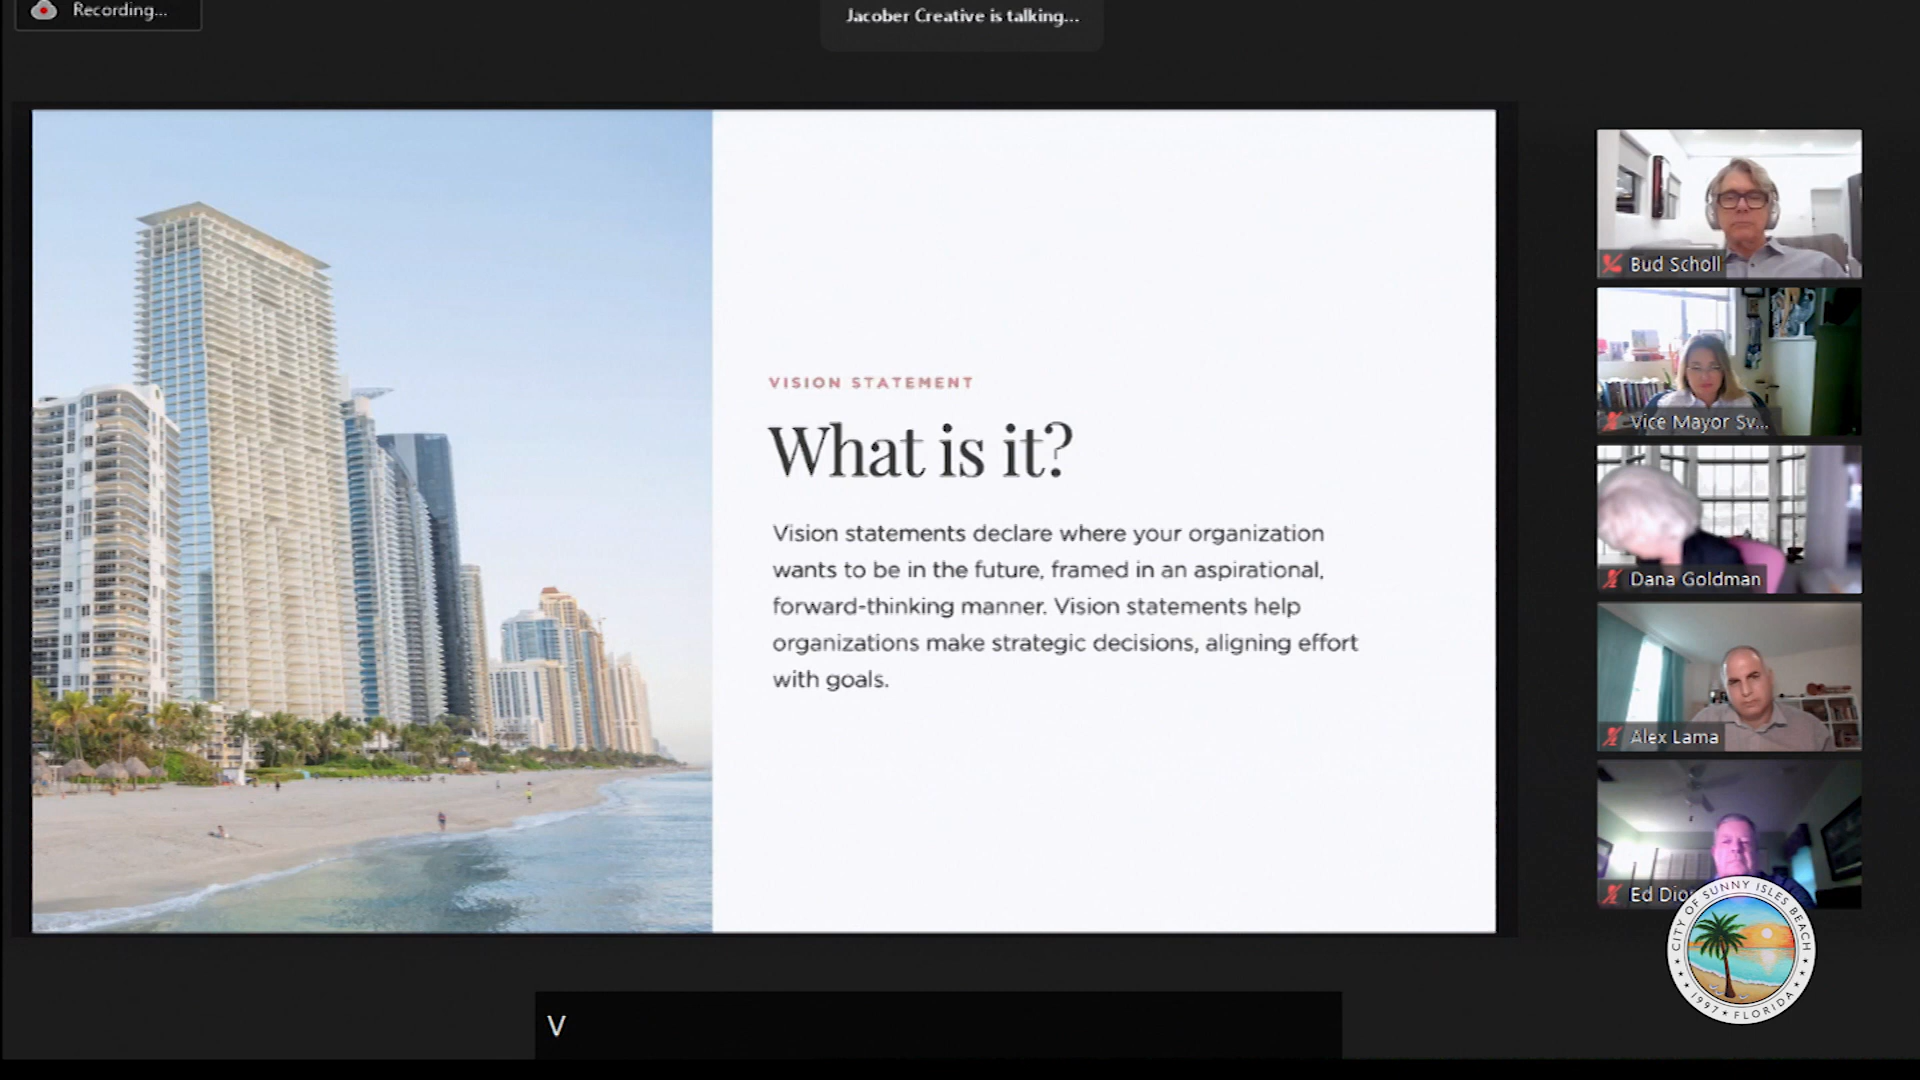 Recording...
Jacober Creative is talking...
VISION STATEMENT
What is it?
Vision statements declare where your organization
wants to be in the future, framed in an aspirational,
forward-thinking manner. Vision statements help
organizations make strategic decisions, aligning effort
with goals.
Bud Scholl
Vice Mayor Sv...
Dana Goldman
Alex Lama
Ed
CITY OF SUNNY ISLES BEACH
1997 • FLORIDA
V